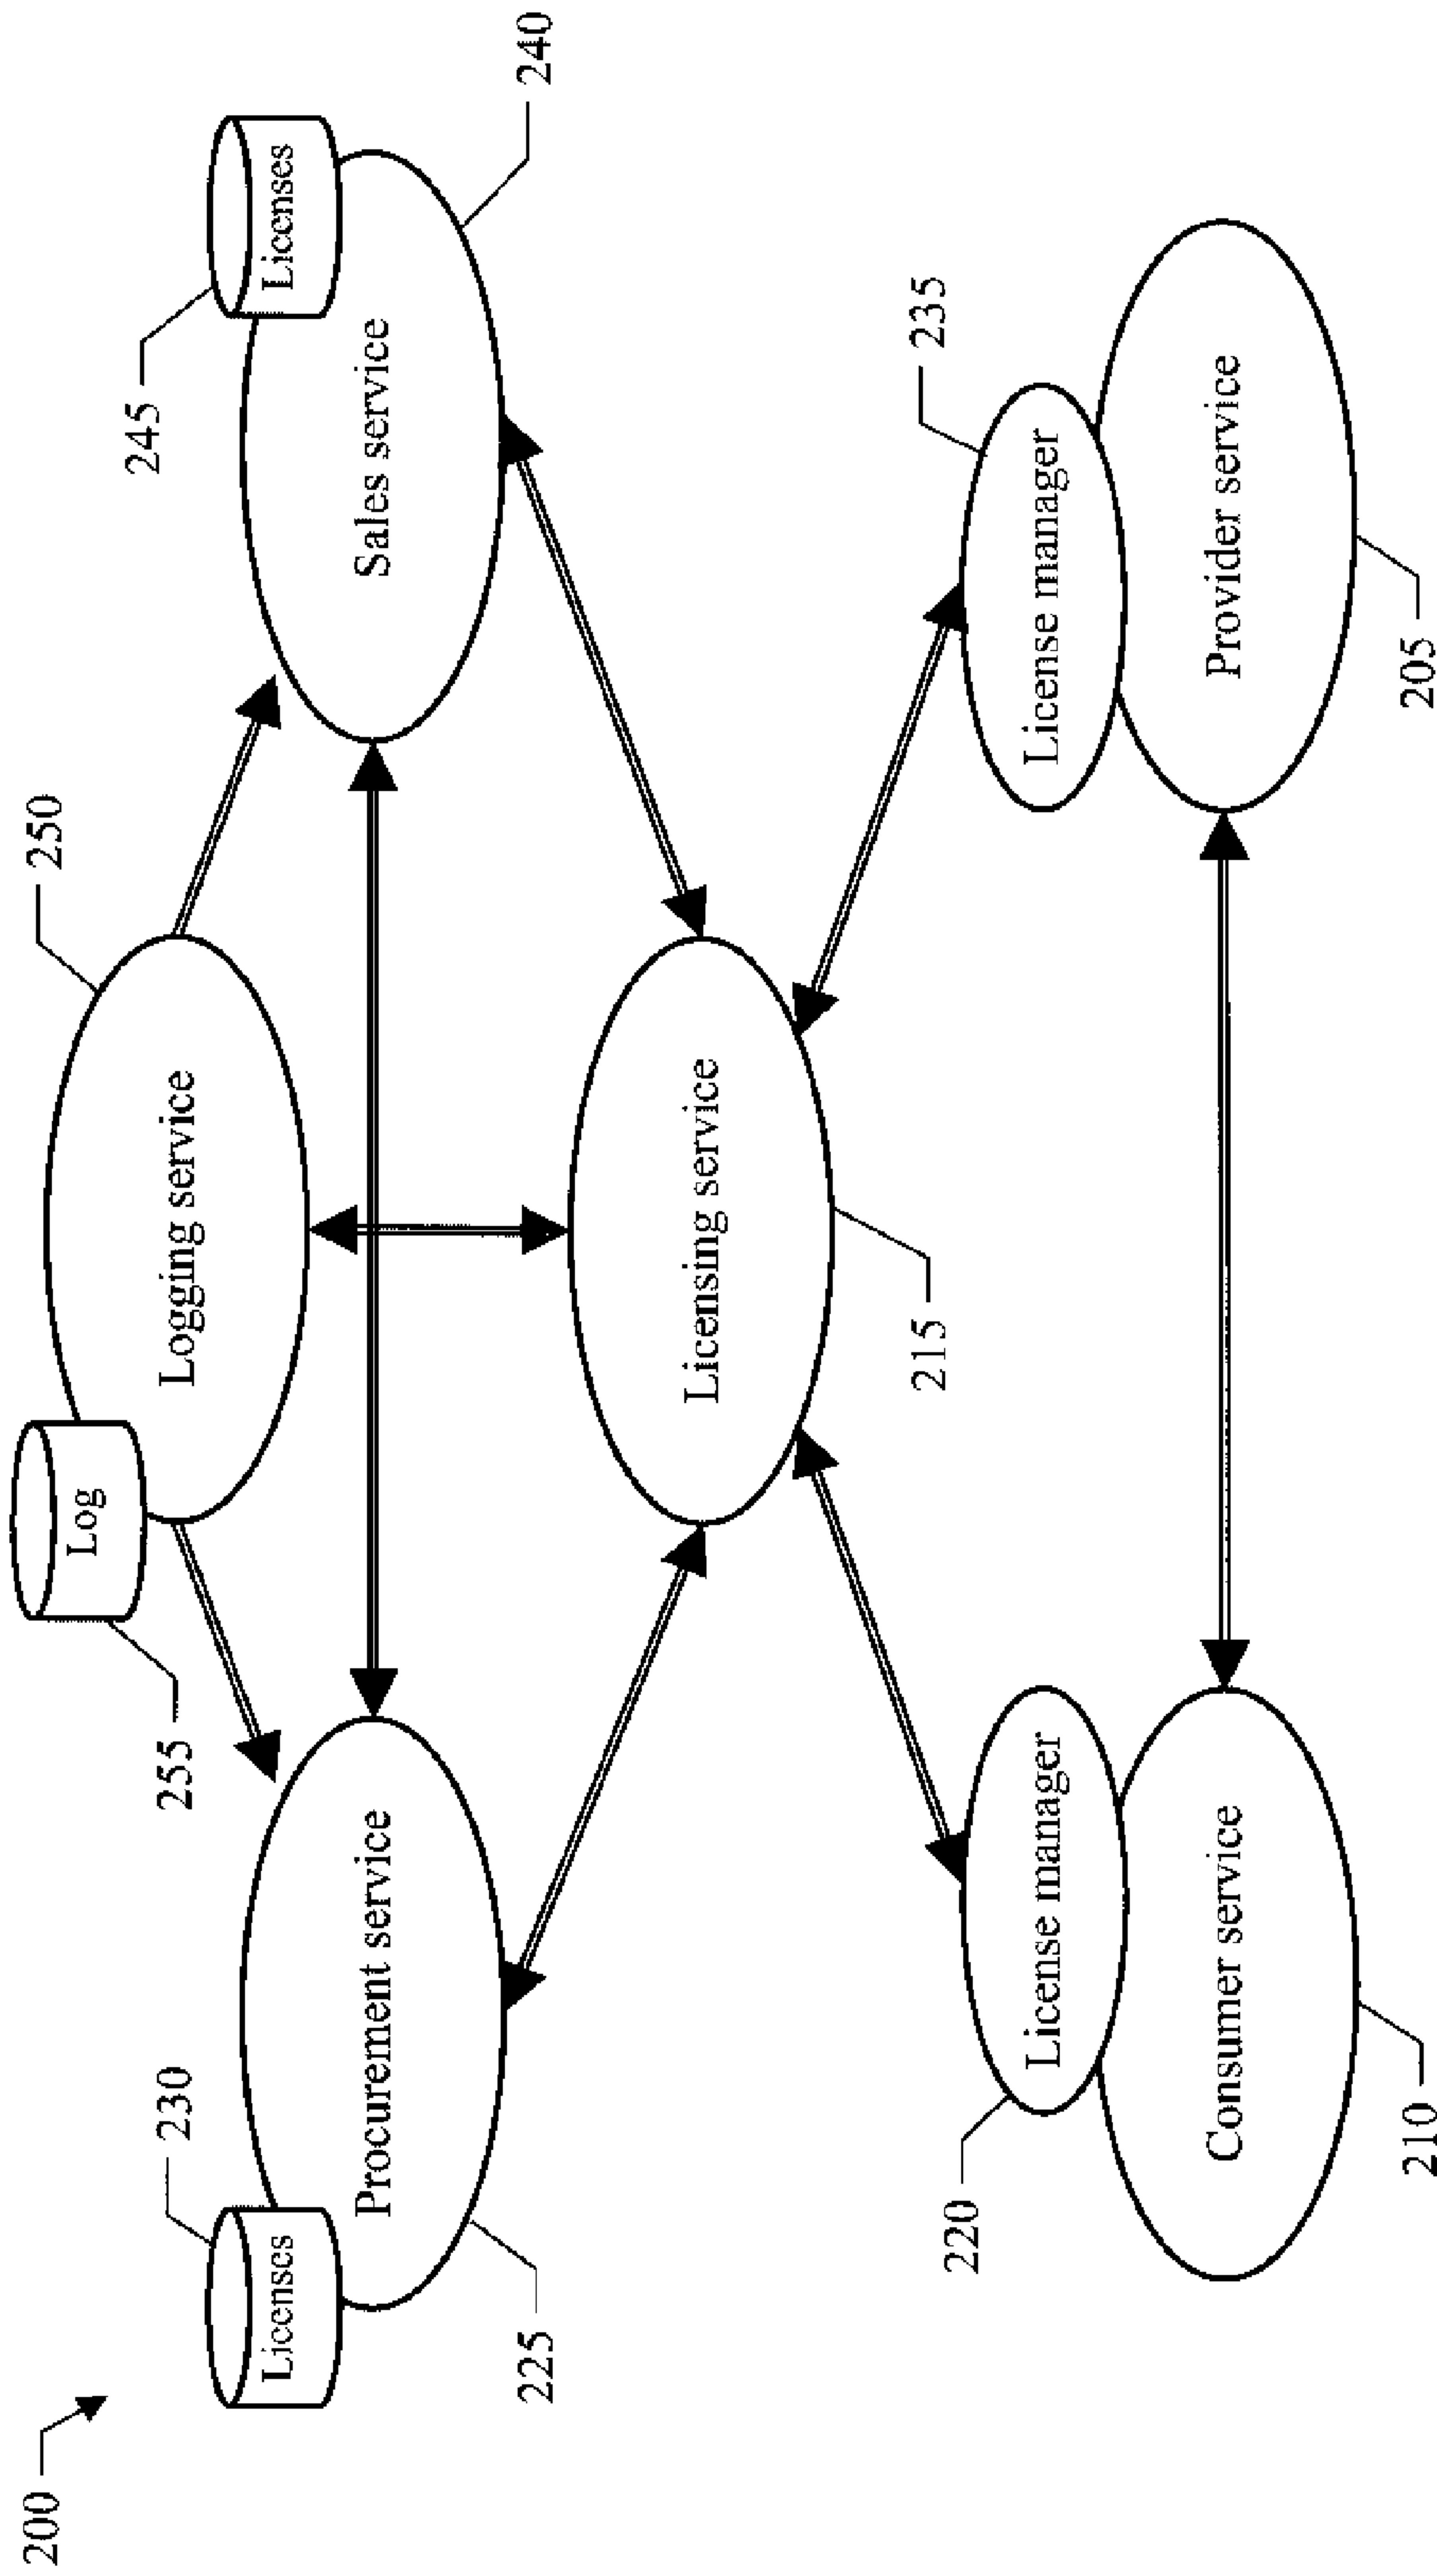 200
255
Log
250
Logging service
230
Licenses
Procurement service
225
245
Licenses
Sales service
240
Licensing service
215
220
License manager
Consumer service
210
235
License manager
Provider service
205